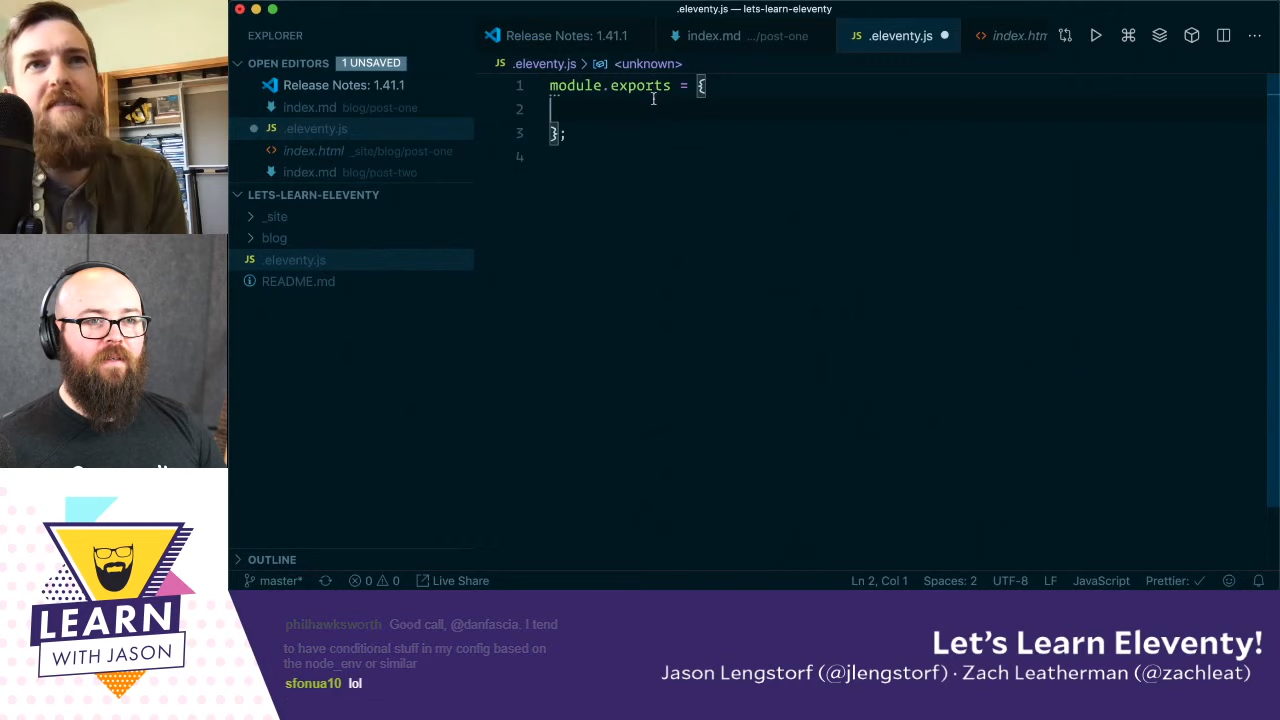 .eleventy.js — lets-learn-eleventy
EXPLORER
Release Notes: 1.41.1
index.md .../post-one
JS .eleventy.js
<> index.htm
OPEN EDITORS 1 UNSAVED
Release Notes: 1.41.1
index.md blog/post-one
JS .eleventy.js
<> index.html _site/blog/post-one
index.md blog/post-two
LETS-LEARN-ELEVENTY
_site
blog
JS .eleventy.js
README.md
OUTLINE
JS .eleventy.js > <unknown>
1 module.exports = {
2
3 };
4
master* 0 0 Live Share
Ln 2, Col 1 Spaces: 2 UTF-8 LF JavaScript Prettier: ✓
LEARN
WITH JASON
philhawksworth Good call, @danfascia. I tend
to have conditional stuff in my config based on
the node_env or similar
sfonua10 lol
Let's Learn Eleventy!
Jason Lengstorf (@jlengstorf) · Zach Leatherman (@zachleat)